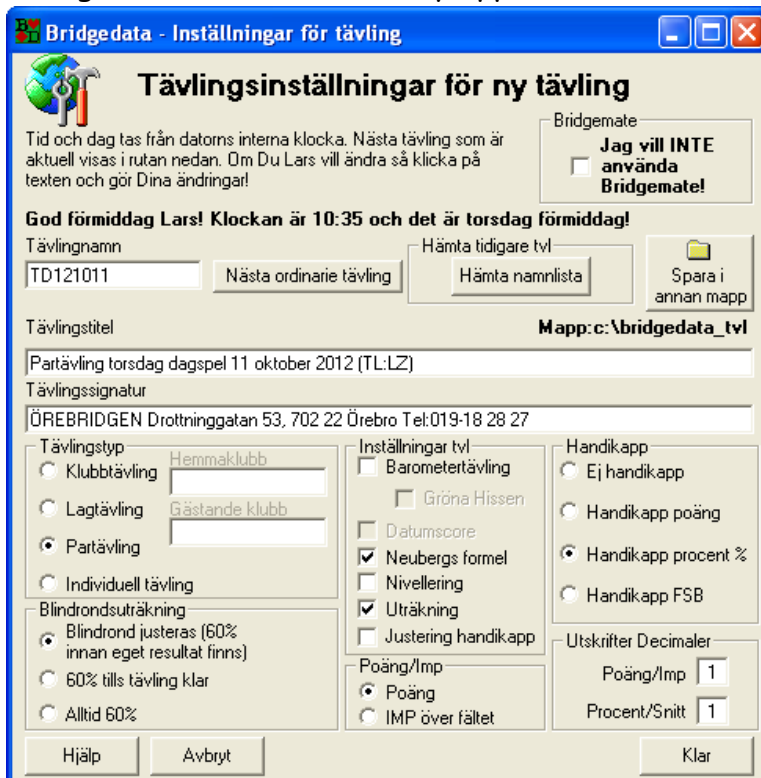 Bridgedata - Inställningar för tävling
Tävlingsinställningar för ny tävling
Tid och dag tas från datorns interna klocka. Nästa tävling som är
aktuell visas i rutan nedan. Om Du Lars vill ändra så klicka på
texten och gör Dina ändringar!
Bridgemate
Jag vill INTE
använda
Bridgemate!
God förmiddag Lars! Klockan är 10:35 och det är torsdag förmiddag!
Tävlingnamn
TD121011
Nästa ordinarie tävling
Hämta tidigare tvl
Hämta namnlista
Spara i
annan mapp
Tävlingstitel
Mapp:c:\bridgedata_tvl
Partävling torsdag dagspel 11 oktober 2012 (TL:LZ)
Tävlingssignatur
ÖREBRIDGEN Drottninggatan 53, 702 22 Örebro Tel:019-18 28 27
Tävlingstyp
Klubbtävling
Hemmaklubb
Lagtävling
Gästande klubb
Partävling
Individuell tävling
Blindrondsuträkning
Blindrond justeras (60%
innan eget resultat finns)
60% tills tävling klar
Alltid 60%
Inställningar tvl
Barometertävling
Gröna Hissen
Datumscore
Neubergs formel
Nivellering
Uträkning
Justering handikapp
Poäng/Imp
Poäng
IMP över fältet
Handikapp
Ej handikapp
Handikapp poäng
Handikapp procent %
Handikapp FSB
Utskrifter Decimaler
Poäng/Imp 1
Procent/Snitt 1
Hjälp
Avbryt
Klar